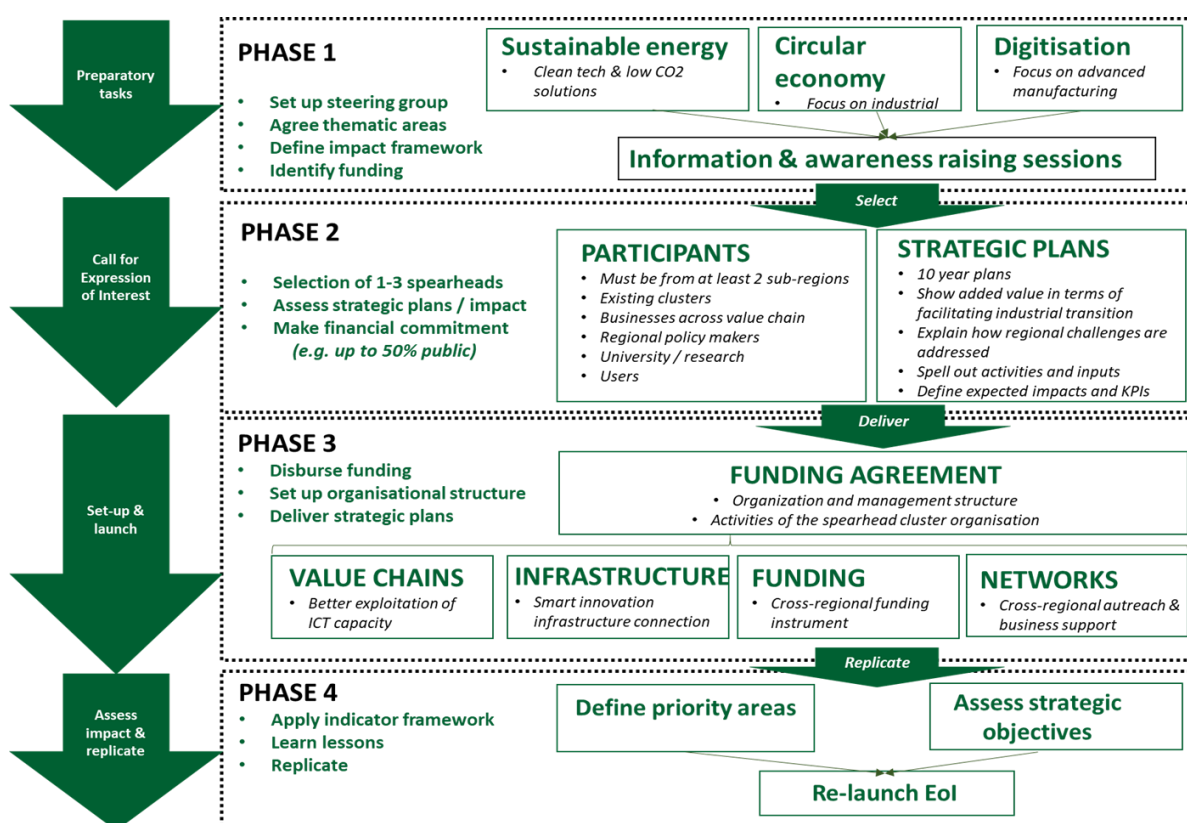 Preparatory
tasks
PHASE 1
• Set up steering group
• Agree thematic areas
• Define impact framework
• Identify funding
Sustainable energy
• Clean tech & low CO2
solutions
Circular
economy
• Focus on industrial
Digitisation
• Focus on advanced
manufacturing
Information & awareness raising sessions
Select
Call for
Expression
of Interest
PHASE 2
• Selection of 1-3 spearheads
• Assess strategic plans / impact
• Make financial commitment
(e.g. up to 50% public)
PARTICIPANTS
• Must be from at least 2 sub-regions
• Existing clusters
• Businesses across value chain
• Regional policy makers
• University / research
• Users
STRATEGIC PLANS
• 10 year plans
• Show added value in terms of
facilitating industrial transition
• Explain how regional challenges are
addressed
• Spell out activities and inputs
• Define expected impacts and KPIs
Deliver
Set-up &
launch
PHASE 3
• Disburse funding
• Set up organisational structure
• Deliver strategic plans
FUNDING AGREEMENT
• Organization and management structure
• Activities of the spearhead cluster organisation
VALUE CHAINS
• Better exploitation of
ICT capacity
INFRASTRUCTURE
• Smart innovation
infrastructure connection
FUNDING
• Cross-regional funding
instrument
NETWORKS
• Cross-regional outreach &
business support
Replicate
Assess
impact &
replicate
PHASE 4
• Apply indicator framework
• Learn lessons
• Replicate
Define priority areas
Assess strategic
objectives
Re-launch EoI